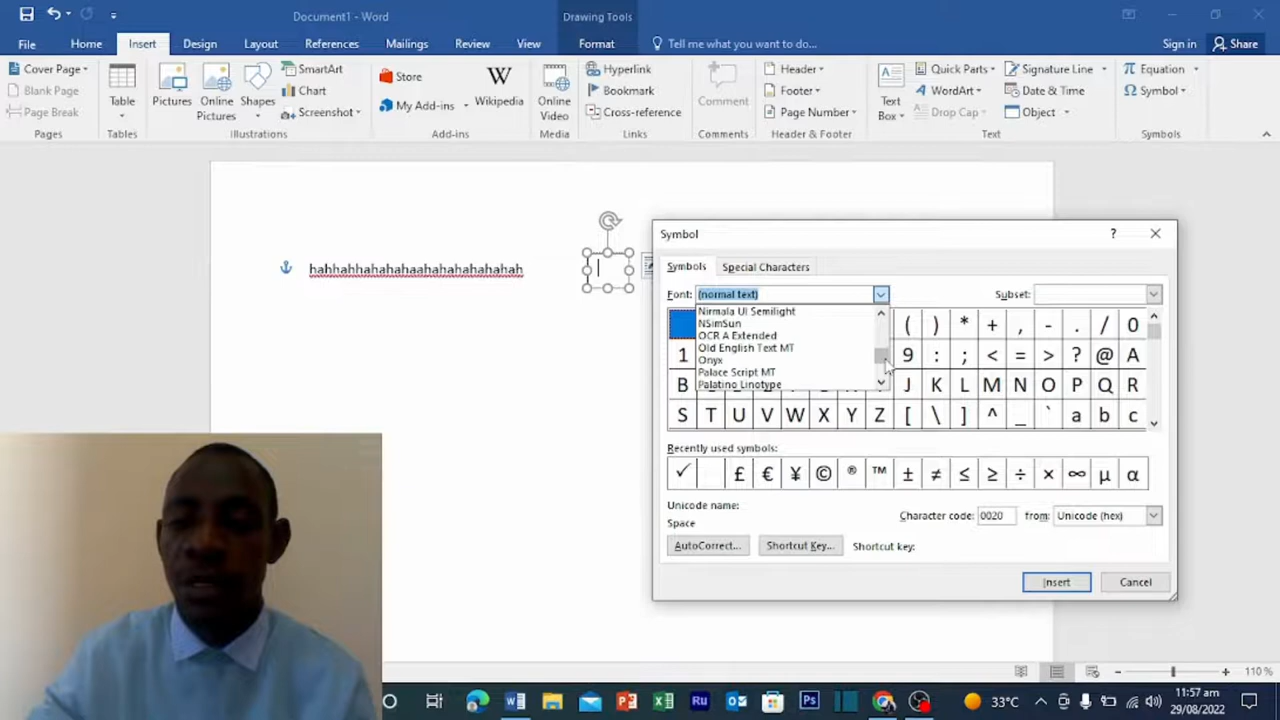 Document1 - Word
Drawing Tools
File
Home
Insert
Design
Layout
References
Mailings
Review
View
Format
Tell me what you want to do...
Sign in
Share
Cover Page
Blank Page
Page Break
Pages
Table
Tables
Pictures
Online Pictures
Shapes
SmartArt
Chart
Screenshot
Illustrations
Store
My Add-ins
Wikipedia
Add-ins
Online Video
Media
Hyperlink
Bookmark
Cross-reference
Links
Comment
Comments
Header
Footer
Page Number
Header & Footer
Text Box
Quick Parts
WordArt
Drop Cap
Signature Line
Date & Time
Object
Text
Equation
Symbol
Symbols
hahhahhahahahaahahahahahahah
Symbol
?
Symbols
Special Characters
Font: (normal text)
Subset:
Nirmala UI Semilight
NSimSun
OCR A Extended
Old English Text MT
Onyx
Palace Script MT
Palatino Linotype
( ) * + , - . / 0
1 9 : ; < = > ? @ A
B J K L M N O P Q R
S T U V W X Y Z [ \ ] ^ _ ` a b c
Recently used symbols:
✓ £ € ¥ © ® ™ ± ≠ ≤ ≥ ÷ × ∞ µ α
Unicode name:
Space
Character code: 0020 from: Unicode (hex)
AutoCorrect...
Shortcut Key...
Shortcut key:
Insert
Cancel
110 %
33°C
11:57 am
29/08/2022